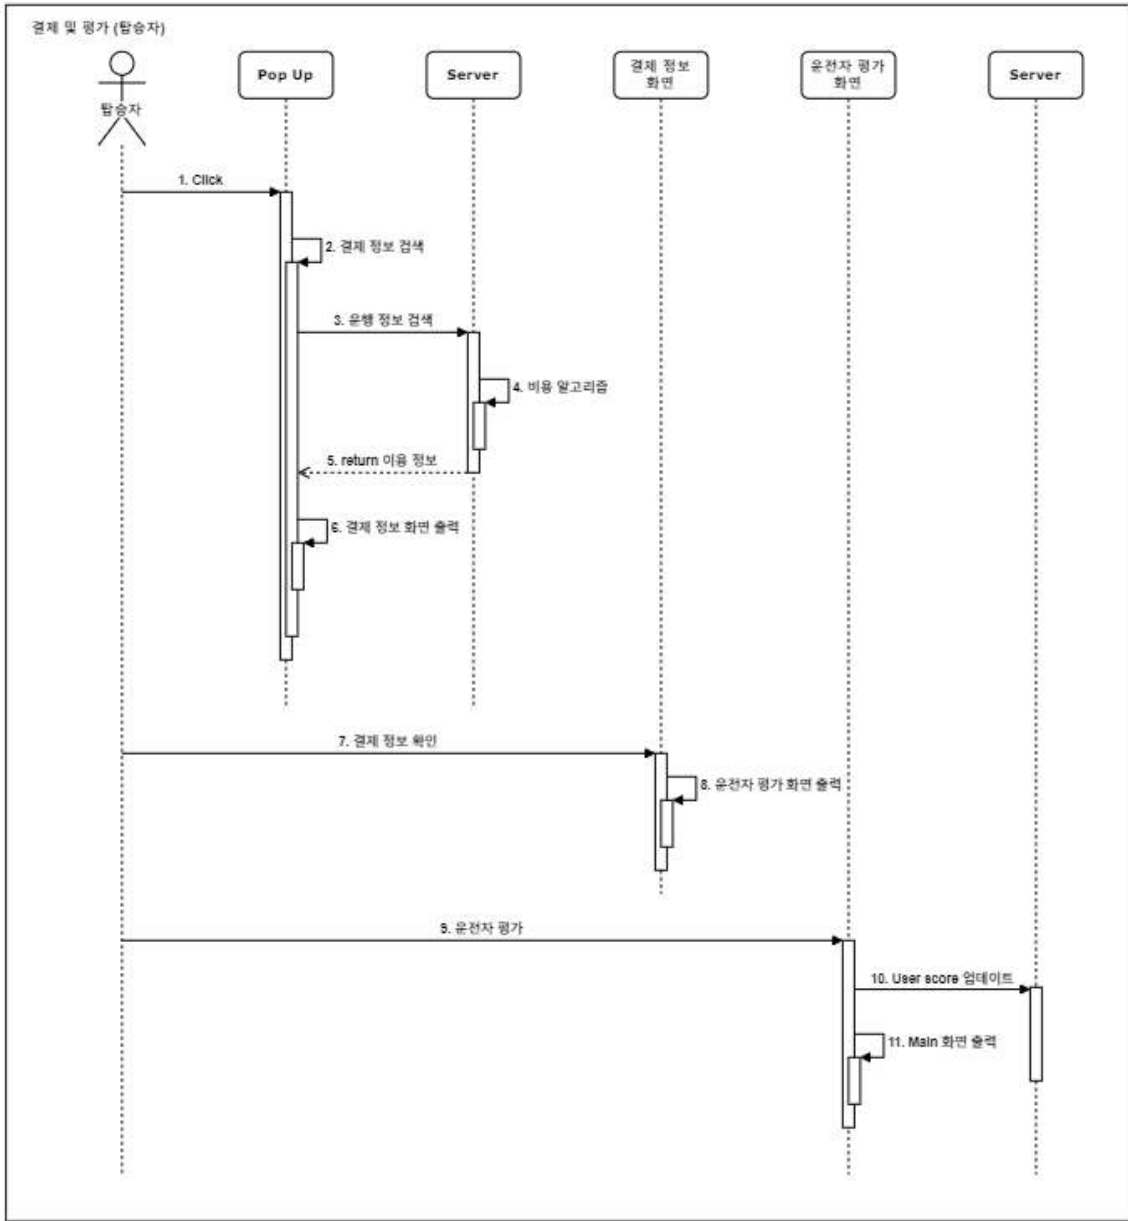 결제 및 평가 (탑승자)
탑승자
Pop Up
Server
결제 정보
화면
운전자 평가
화면
Server
1. Click
2. 결제 정보 검색
3. 운행 정보 검색
4. 비용 알고리즘
5. return 이용 정보
6. 결제 정보 화면 출력
7. 결제 정보 확인
8. 운전자 평가 화면 출력
9. 운전자 평가
10. User score 업데이트
11. Main 화면 출력